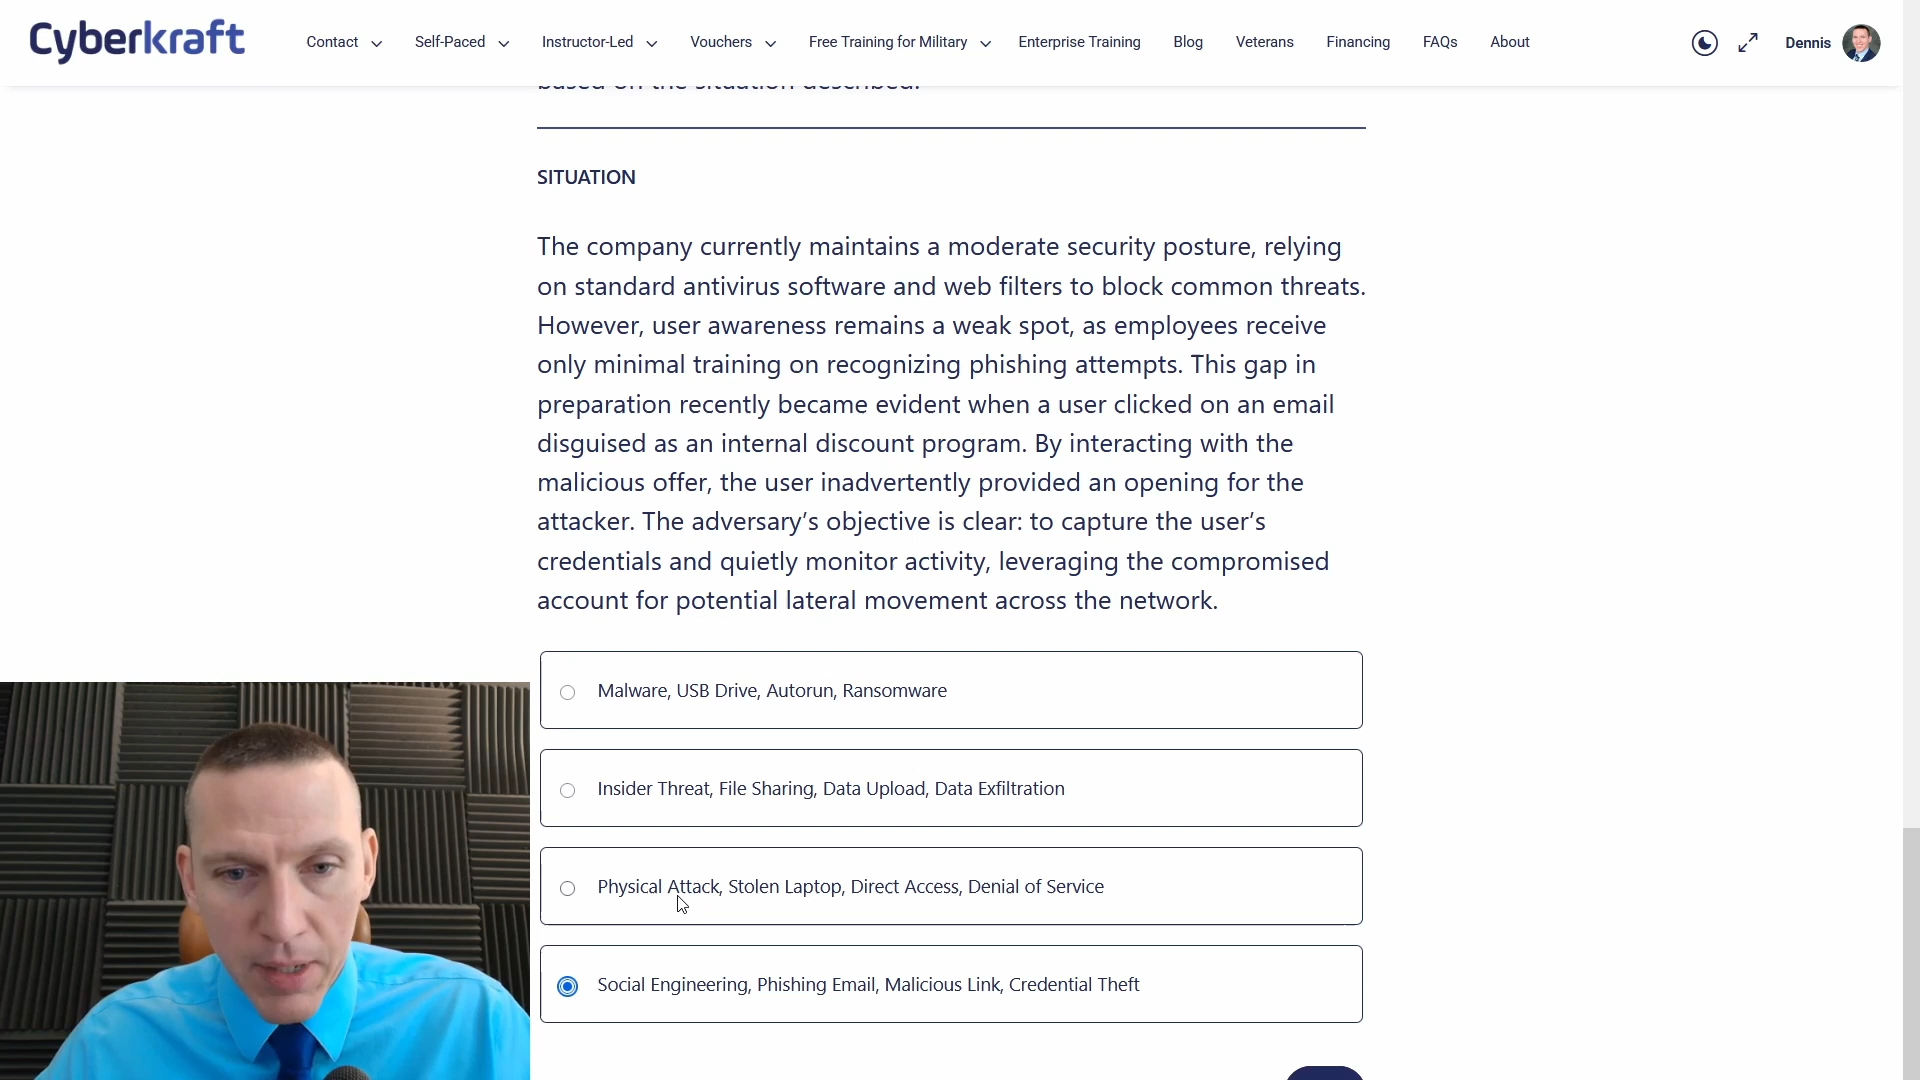 Cyberkraft
Contact Self-Paced Instructor-Led Vouchers Free Training for Military Enterprise Training Blog Veterans Financing FAQs About Dennis
based on the situation described.
SITUATION
The company currently maintains a moderate security posture, relying
on standard antivirus software and web filters to block common threats.
However, user awareness remains a weak spot, as employees receive
only minimal training on recognizing phishing attempts. This gap in
preparation recently became evident when a user clicked on an email
disguised as an internal discount program. By interacting with the
malicious offer, the user inadvertently provided an opening for the
attacker. The adversary’s objective is clear: to capture the user’s
credentials and quietly monitor activity, leveraging the compromised
account for potential lateral movement across the network.
Malware, USB Drive, Autorun, Ransomware
Insider Threat, File Sharing, Data Upload, Data Exfiltration
Physical Attack, Stolen Laptop, Direct Access, Denial of Service
Social Engineering, Phishing Email, Malicious Link, Credential Theft